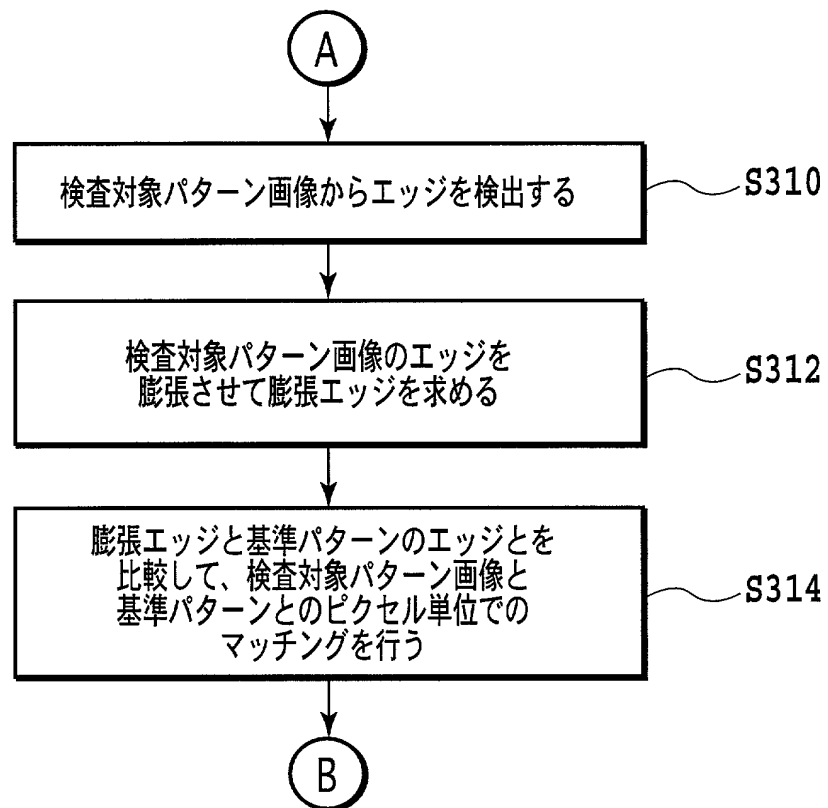 A
検査対象パターン画像からエッジを検出する
S310
検査対象パターン画像のエッジを
膨張させて膨張エッジを求める
S312
膨張エッジと基準パターンのエッジとを
比較して、検査対象パターン画像と
基準パターンとのピクセル単位での
マッチングを行う
S314
B